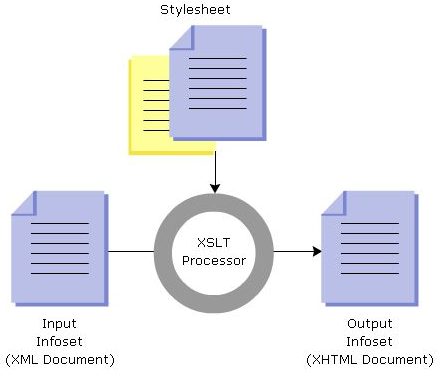 Stylesheet
XSLT
Processor
Input
Infoset
(XML Document)
Output
Infoset
(XHTML Document)